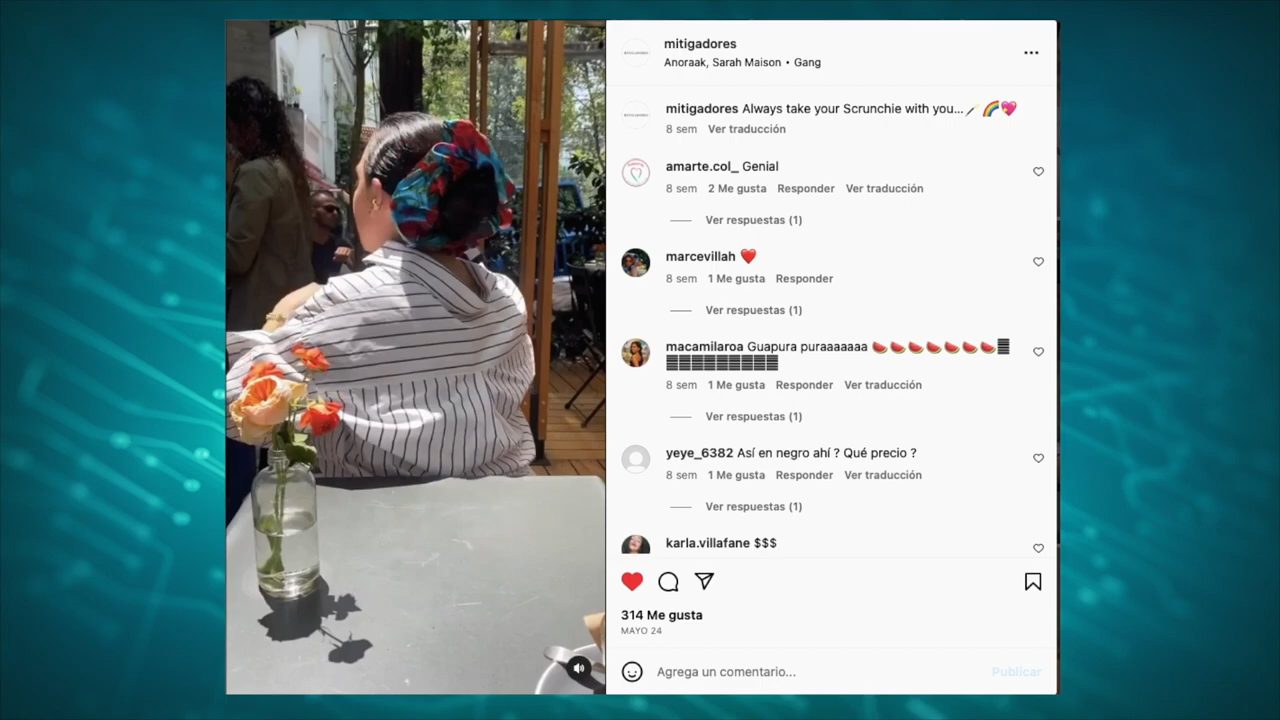 mitigadores
Anoraak, Sarah Maison • Gang
mitigadores Always take your Scrunchie with you...🪄 🌈💖
8 sem Ver traducción
amarte.col_ Genial
8 sem 2 Me gusta Responder Ver traducción
Ver respuestas (1)
marcevillah ❤️
8 sem 1 Me gusta Responder
Ver respuestas (1)
macamilaroa Guapura puraaaaaaa 🍉🍉🍉🍉🍉🍉🍉
8 sem 1 Me gusta Responder Ver traducción
Ver respuestas (1)
yeye_6382 Así en negro ahí ? Qué precio ?
8 sem 1 Me gusta Responder Ver traducción
Ver respuestas (1)
karla.villafane $$$
314 Me gusta
MAYO 24
Agrega un comentario...
Publicar